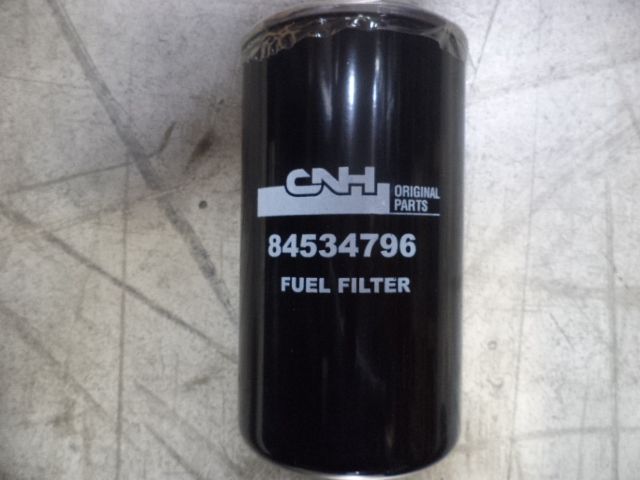 CNH
ORIGINAL
PARTS
84534796
FUEL FILTER